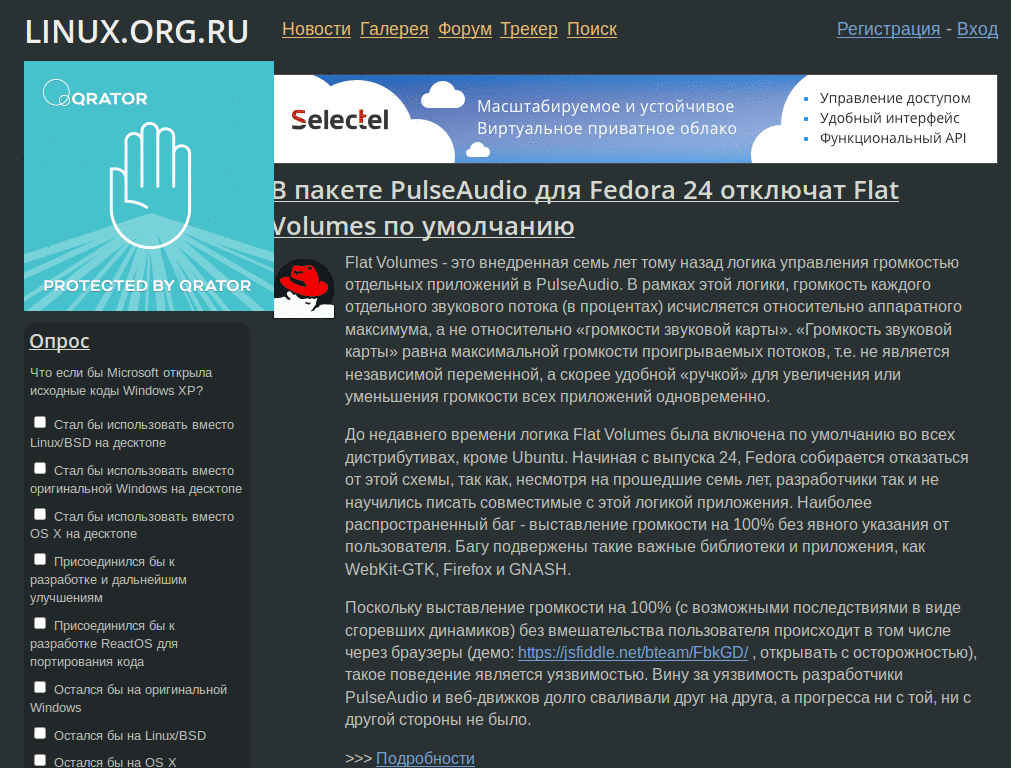 LINUX.ORG.RU
Новости Галерея Форум Трекер Поиск
Регистрация - Вход
QRATOR
PROTECTED BY QRATOR
Selectel
Масштабируемое и устойчивое
Виртуальное приватное облако
Управление доступом
Удобный интерфейс
Функциональный API
Опрос
Что если бы Microsoft открыла
исходные коды Windows XP?
Стал бы использовать вместо
Linux/BSD на десктопе
Стал бы использовать вместо
оригинальной Windows на десктопе
Стал бы использовать вместо
OS X на десктопе
Присоединился бы к
разработке и дальнейшим
улучшениям
Присоединился бы к
разработке ReactOS для
портирования кода
Остался бы на оригинальной
Windows
Остался бы на Linux/BSD
Остался бы на OS X
В пакете PulseAudio для Fedora 24 отключат Flat
Volumes по умолчанию
Flat Volumes - это внедренная семь лет тому назад логика управления громкостью
отдельных приложений в PulseAudio. В рамках этой логики, громкость каждого
отдельного звукового потока (в процентах) исчисляется относительно аппаратного
максимума, а не относительно «громкости звуковой карты». «Громкость звуковой
карты» равна максимальной громкости проигрываемых потоков, т.е. не является
независимой переменной, а скорее удобной «ручкой» для увеличения или
уменьшения громкости всех приложений одновременно.
До недавнего времени логика Flat Volumes была включена по умолчанию во всех
дистрибутивах, кроме Ubuntu. Начиная с выпуска 24, Fedora собирается отказаться
от этой схемы, так как, несмотря на прошедшие семь лет, разработчики так и не
научились писать совместимые с этой логикой приложения. Наиболее
распространенный баг - выставление громкости на 100% без явного указания от
пользователя. Багу подвержены такие важные библиотеки и приложения, как
WebKit-GTK, Firefox и GNASH.
Поскольку выставление громкости на 100% (с возможными последствиями в виде
сгоревших динамиков) без вмешательства пользователя происходит в том числе
через браузеры (демо: https://jsfiddle.net/bteam/FbkGD/ , открывать с осторожностью),
такое поведение является уязвимостью. Вину за уязвимость разработчики
PulseAudio и веб-движков долго сваливали друг на друга, а прогресса ни с той, ни с
другой стороны не было.
>>> Подробности